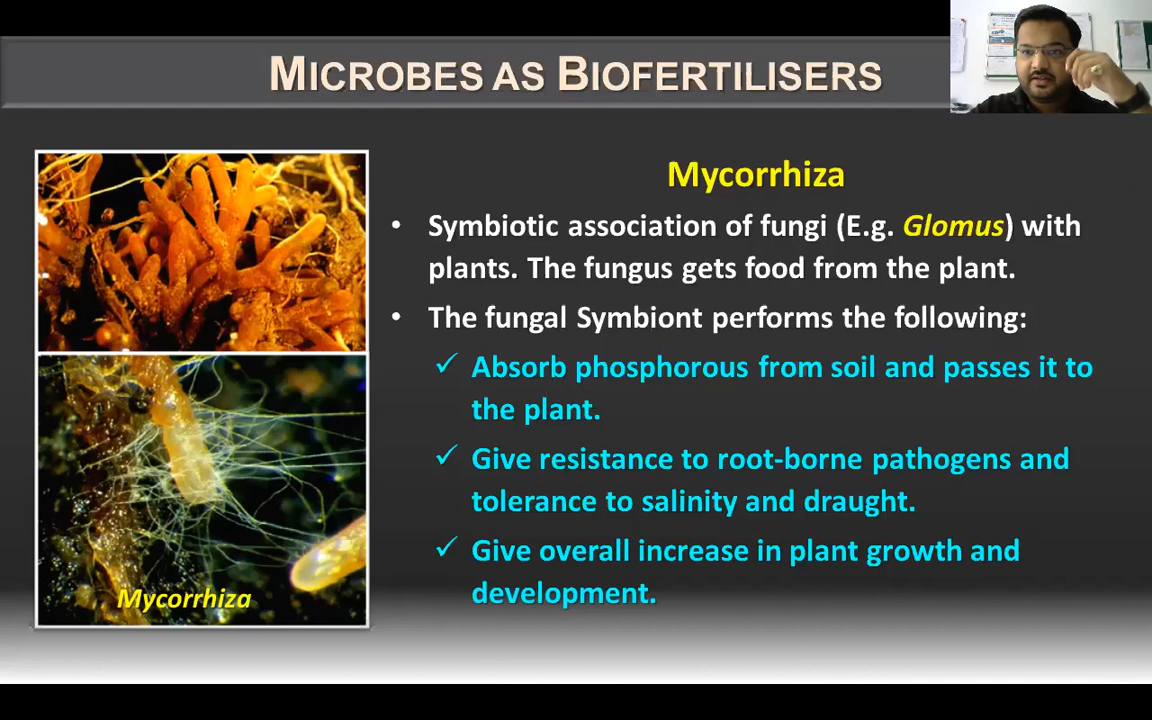 MICROBES AS BIOFERTILISERS
Mycorrhiza
• Symbiotic association of fungi (E.g. Glomus) with
plants. The fungus gets food from the plant.
• The fungal Symbiont performs the following:
✓ Absorb phosphorous from soil and passes it to
the plant.
✓ Give resistance to root-borne pathogens and
tolerance to salinity and draught.
✓ Give overall increase in plant growth and
development.
Mycorrhiza